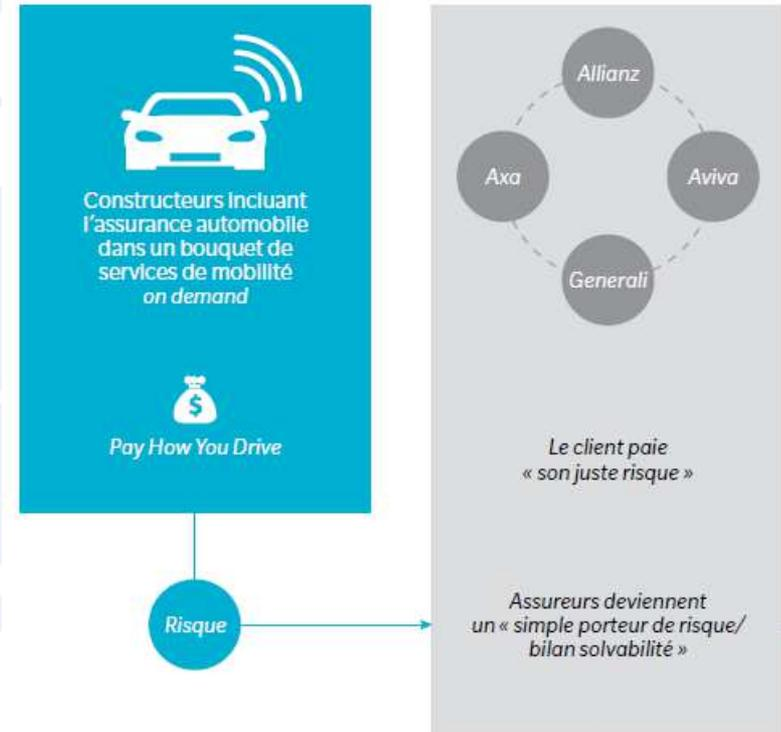 Constructeurs incluant
l'assurance automobile
dans un bouquet de
services de mobilité
on demand
$
Pay How You Drive
Risque
Allianz
Axa
Aviva
Generali
Le client paie
« son juste risque »
Assureurs deviennent
un « simple porteur de risque/
bilan solvabilité »